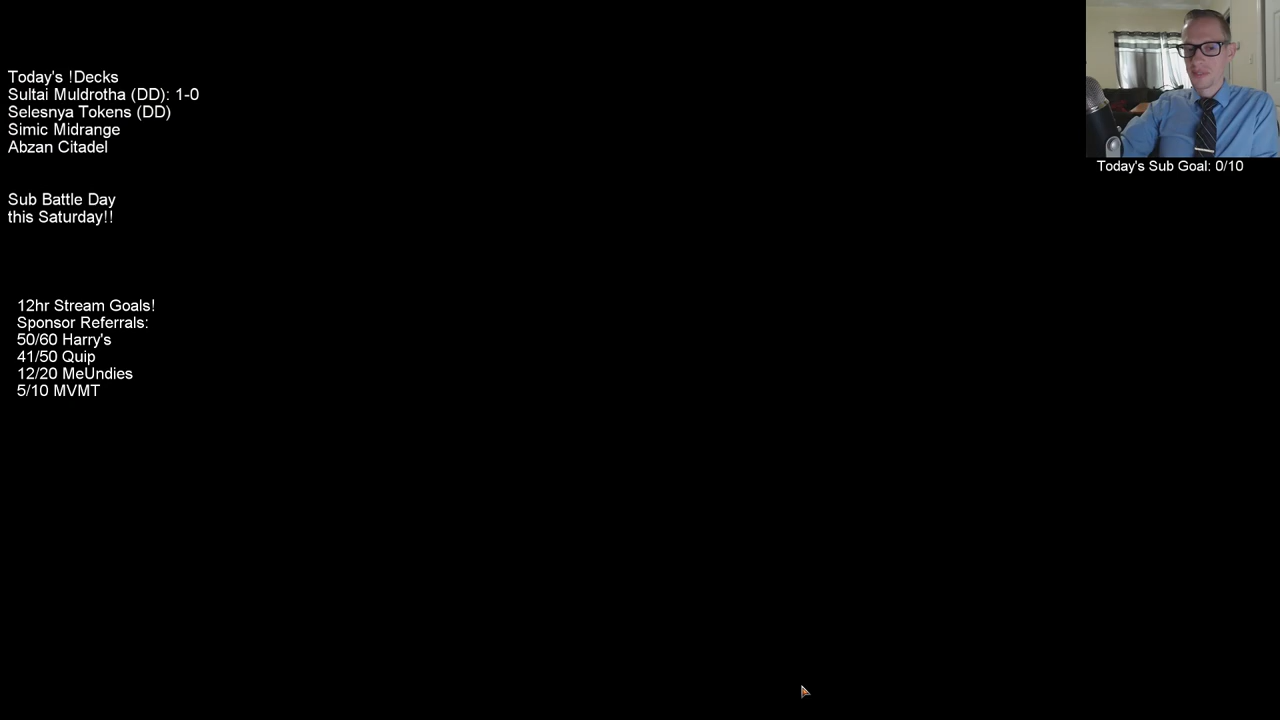 Today's !Decks
Sultai Muldrotha (DD): 1-0
Selesnya Tokens (DD)
Simic Midrange
Abzan Citadel
Sub Battle Day
this Saturday!!
12hr Stream Goals!
Sponsor Referrals:
50/60 Harry's
41/50 Quip
12/20 MeUndies
5/10 MVMT
Today's Sub Goal: 0/10